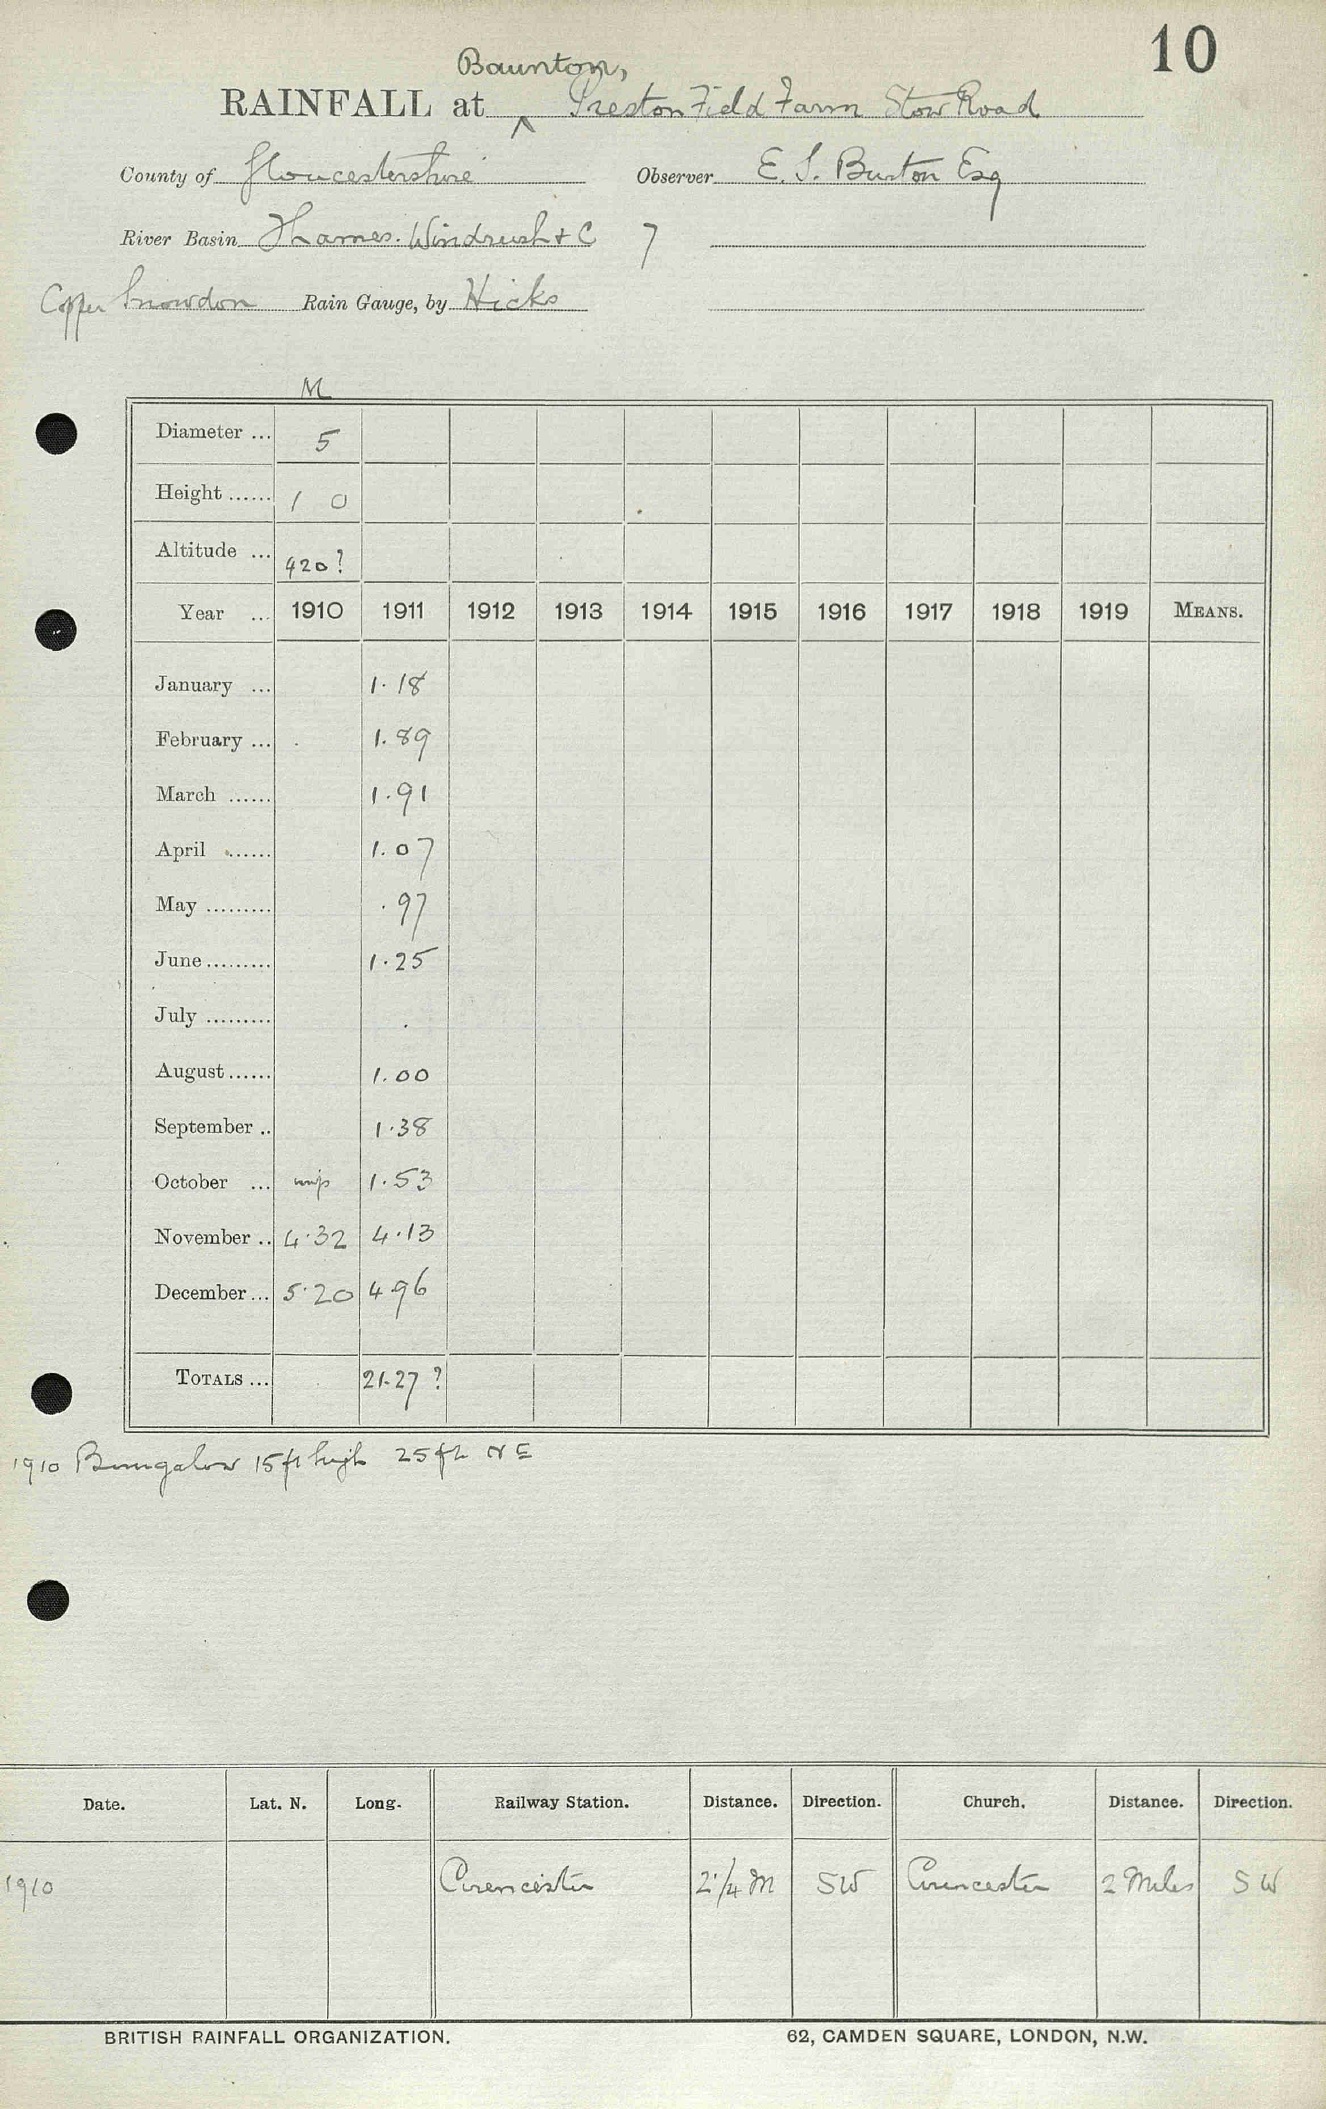 10
Baunton,
RAINFALL at ^ Preston Field Farm Stow Road
County of Gloucestershire Observer E. S. Burton Esq
River Basin Thames. Windrush & C 7
Copper Snowdon Rain Gauge, by Hicks
M
Diameter ... 5
Height ...... 1 0
Altitude ... 420?
Year ... 1910 1911 1912 1913 1914 1915 1916 1917 1918 1919 MEANS.
January ... 1.18
February ... 1.89
March ...... 1.91
April ...... 1.07
May ......... .97
June ......... 1.25
July ......... .
August ...... 1.00
September .. 1.38
October ... 1.53
November .. 4.32 4.13
December ... 5.20 4 96
TOTALS ... 21.27 ?
1910 Bungalow 15ft high 25ft NE
Date. Lat. N. Long. Railway Station. Distance. Direction. Church. Distance. Direction.
1910 Cirencester 2 1/4 M SW Cirencester 2 Miles SW
BRITISH RAINFALL ORGANIZATION. 62, CAMDEN SQUARE, LONDON, N.W.